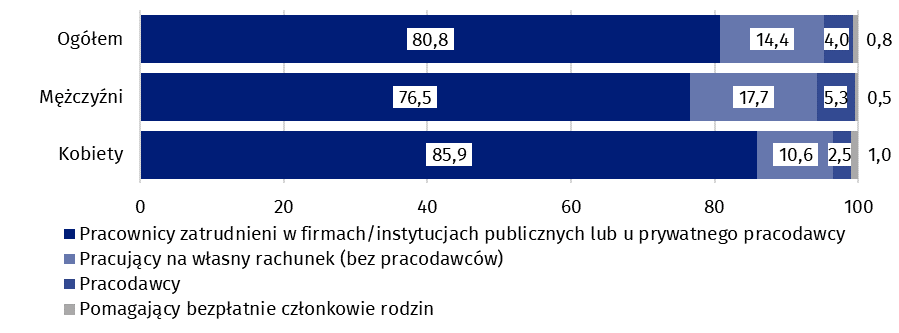 Ogółem 80,8 14,4 4,0 0,8
Mężczyźni 76,5 17,7 5,3 0,5
Kobiety 85,9 10,6 2,5 1,0
0 20 40 60 80 100
Pracownicy zatrudnieni w firmach/instytucjach publicznych lub u prywatnego pracodawcy
Pracujący na własny rachunek (bez pracodawców)
Pracodawcy
Pomagający bezpłatnie członkowie rodzin